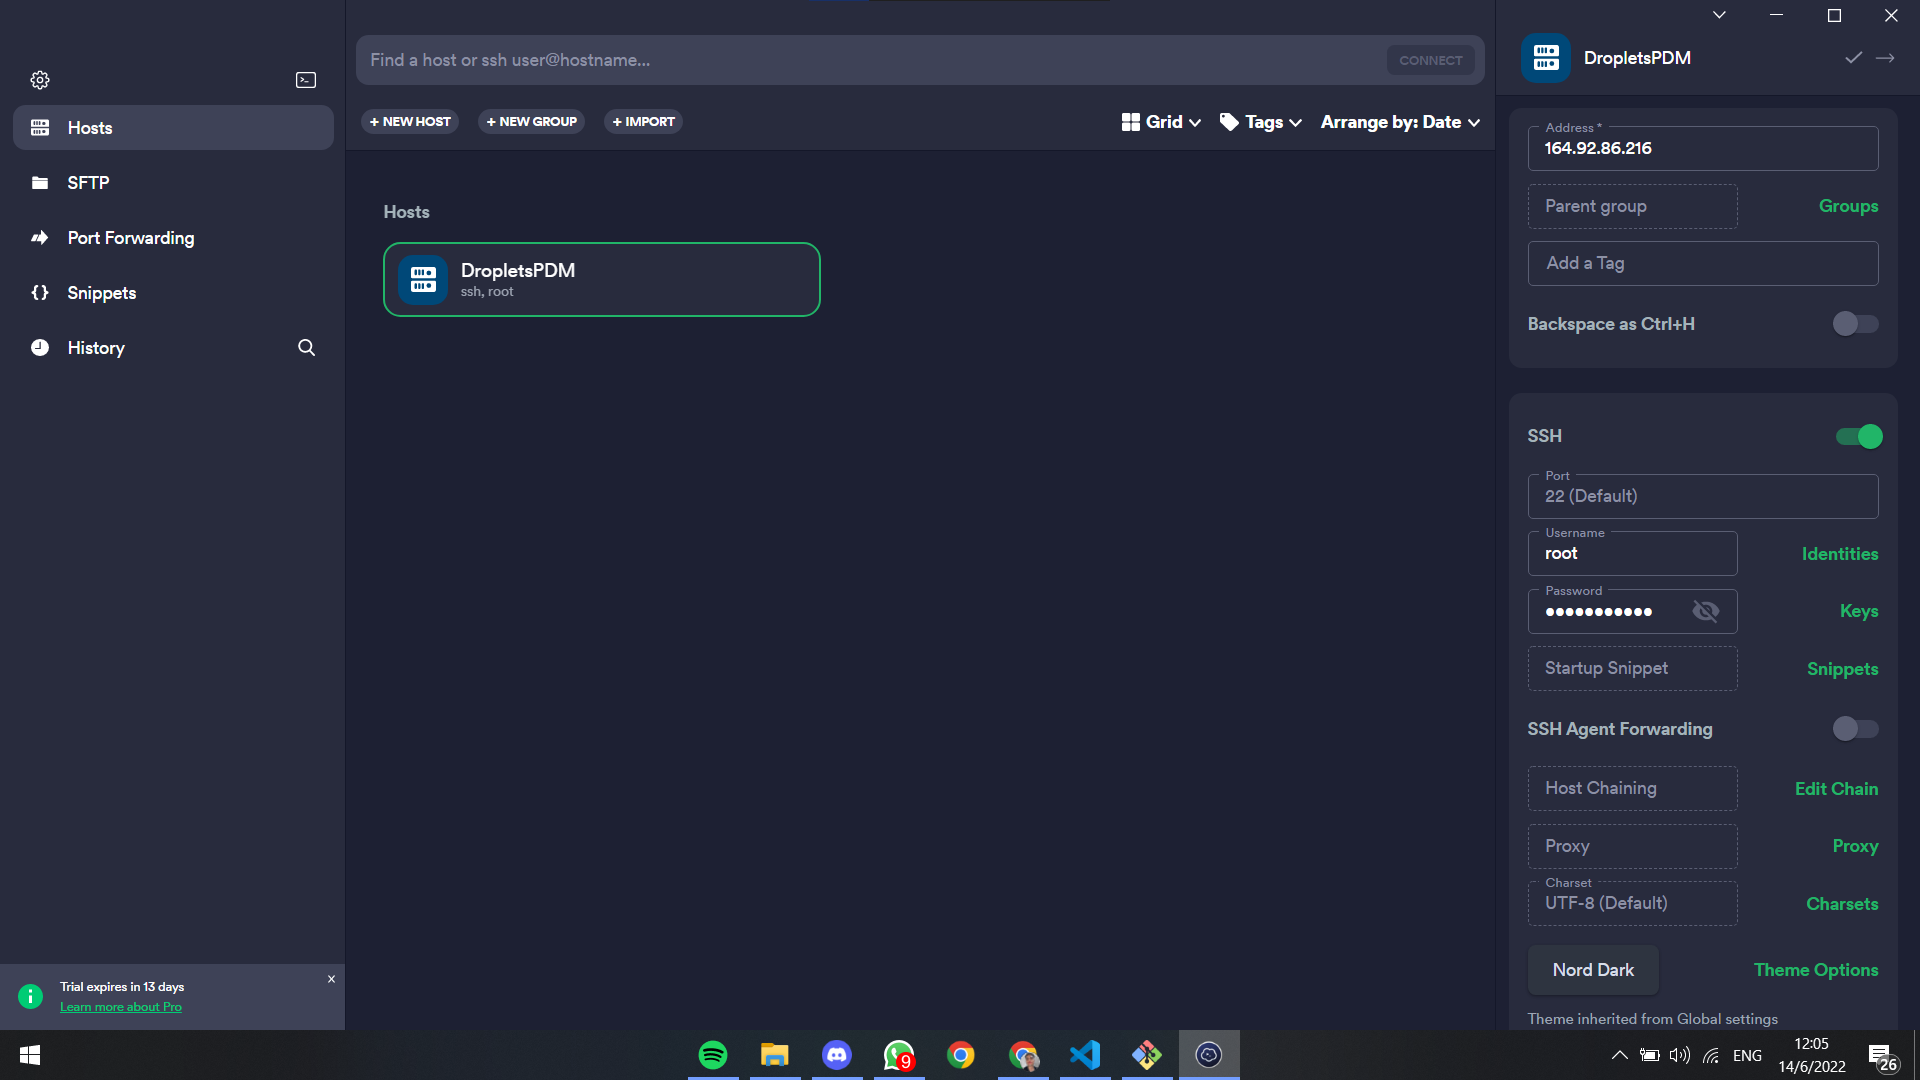 Hosts
SFTP
Port Forwarding
Snippets
History
Trial expires in 13 days
Learn more about Pro
Find a host or ssh user@hostname...
CONNECT
+ NEW HOST
+ NEW GROUP
+ IMPORT
Grid
Tags
Arrange by: Date
Hosts
DropletsPDM
ssh, root
DropletsPDM
Address *
164.92.86.216
Parent group
Groups
Add a Tag
Backspace as Ctrl+H
SSH
Port
22 (Default)
Username
root
Identities
Password
●●●●●●●●●●●
Keys
Startup Snippet
Snippets
SSH Agent Forwarding
Host Chaining
Edit Chain
Proxy
Proxy
Charset
UTF-8 (Default)
Charsets
Nord Dark
Theme Options
Theme inherited from Global settings
9
ENG
12:05
14/6/2022
26